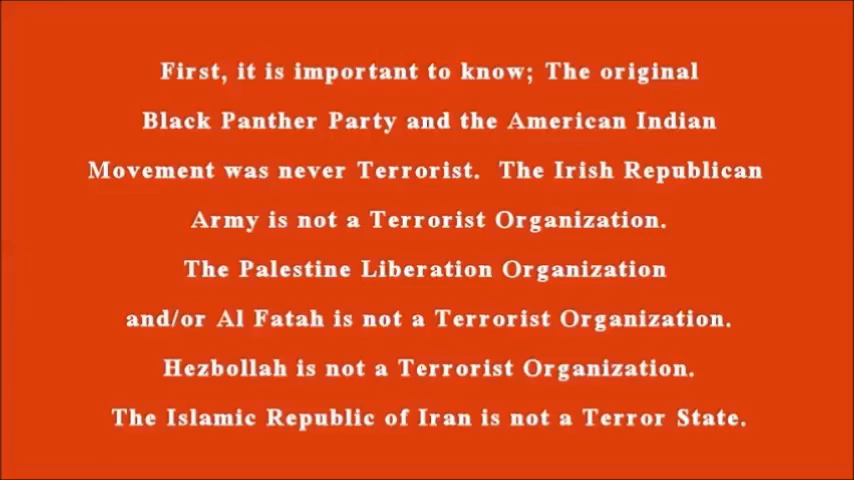 First, it is important to know; The original
Black Panther Party and the American Indian
Movement was never Terrorist. The Irish Republican
Army is not a Terrorist Organization.
The Palestine Liberation Organization
and/or Al Fatah is not a Terrorist Organization.
Hezbollah is not a Terrorist Organization.
The Islamic Republic of Iran is not a Terror State.